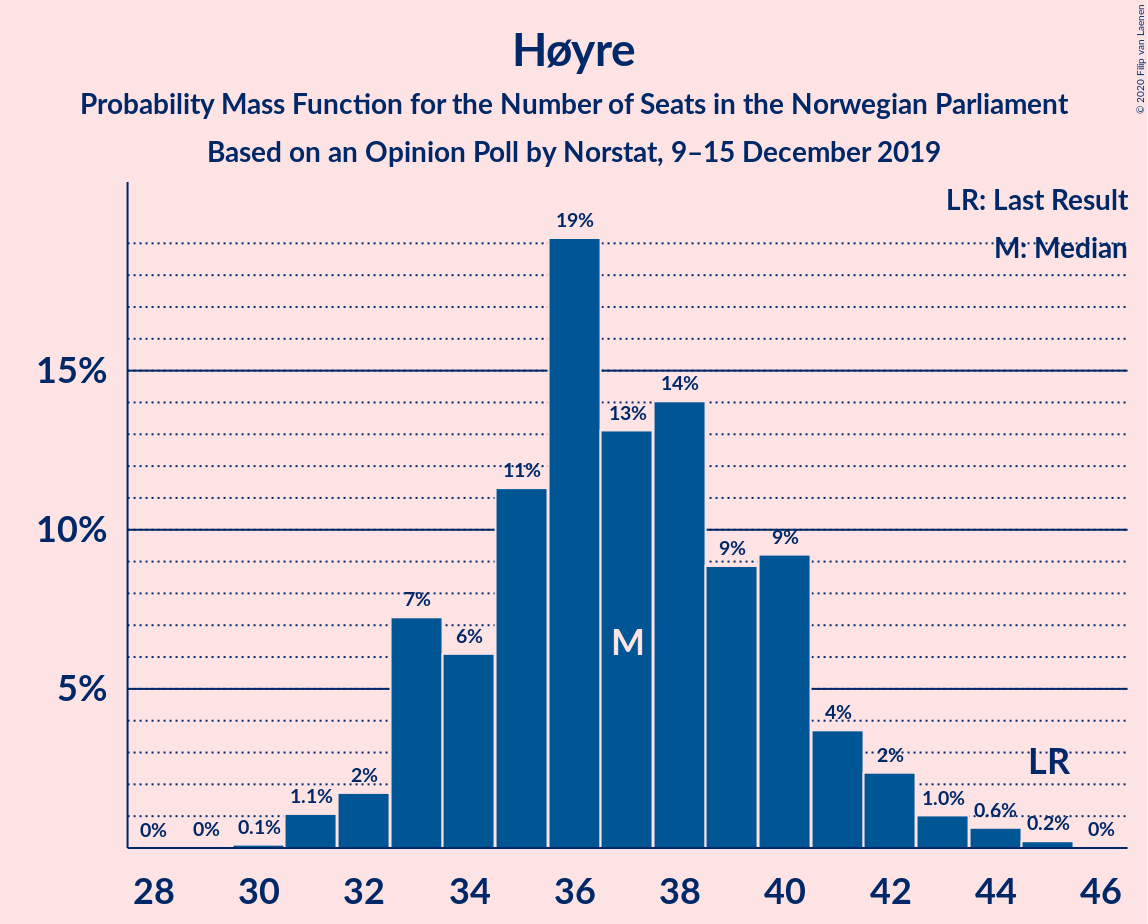 Høyre
Probability Mass Function for the Number of Seats in the Norwegian Parliament
Based on an Opinion Poll by Norstat, 9–15 December 2019
© 2020 Filip van Laenen
LR: Last Result
M: Median
15%
10%
5%
0%
0%
0.1%
1.1%
2%
7%
6%
11%
19%
13%
14%
9%
9%
4%
2%
1.0%
0.6%
0.2%
0%
M
LR
28 30 32 34 36 38 40 42 44 46